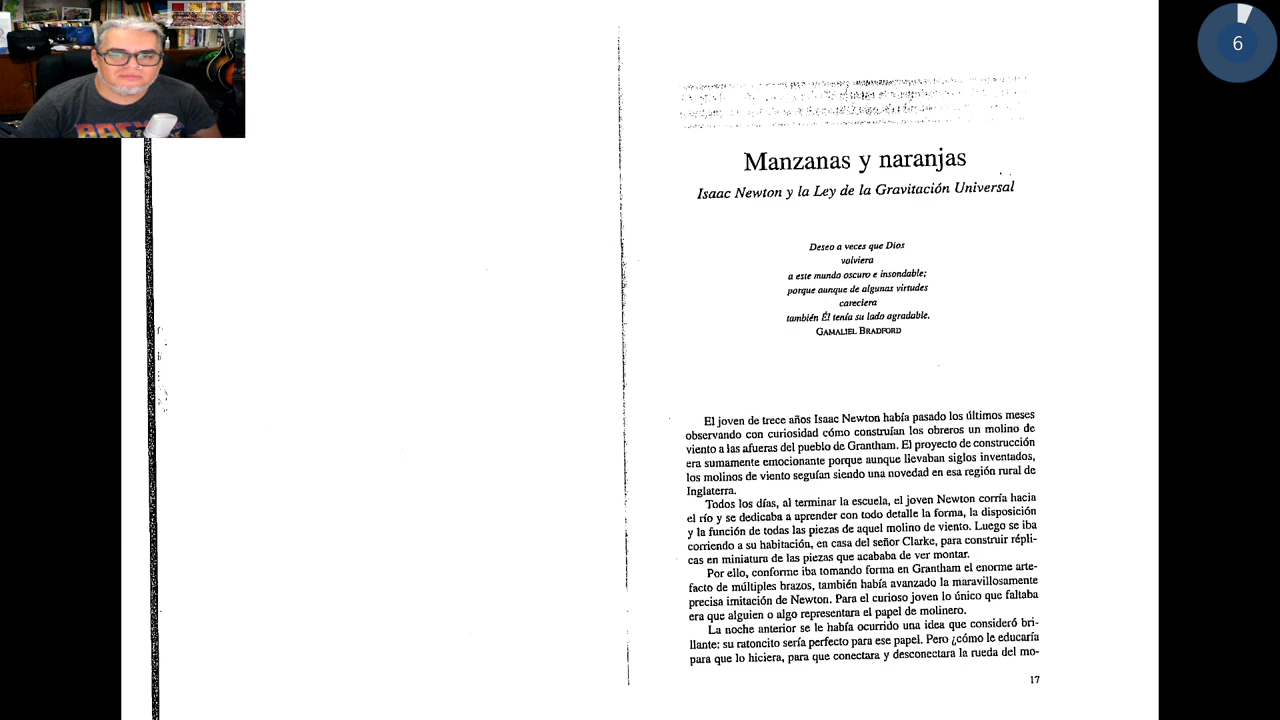 6
Manzanas y naranjas
Isaac Newton y la Ley de la Gravitación Universal
Deseo a veces que Dios
volviera
a este mundo oscuro e insondable;
porque aunque de algunas virtudes
careciera
también Él tenía su lado agradable.
GAMALIEL BRADFORD
El joven de trece años Isaac Newton había pasado los últimos meses
observando con curiosidad cómo construían los obreros un molino de
viento a las afueras del pueblo de Grantham. El proyecto de construcción
era sumamente emocionante porque aunque llevaban siglos inventados,
los molinos de viento seguían siendo una novedad en esa región rural de
Inglaterra.
Todos los días, al terminar la escuela, el joven Newton corría hacia
el río y se dedicaba a aprender con todo detalle la forma, la disposición
y la función de todas las piezas de aquel molino de viento. Luego se iba
corriendo a su habitación, en casa del señor Clarke, para construir répli-
cas en miniatura de las piezas que acababa de ver montar.
Por ello, conforme iba tomando forma en Grantham el enorme arte-
facto de múltiples brazos, también había avanzado la maravillosamente
precisa imitación de Newton. Para el curioso joven lo único que faltaba
era que alguien o algo representara el papel de molinero.
La noche anterior se le había ocurrido una idea que consideró bri-
llante: su ratoncito sería perfecto para ese papel. Pero ¿cómo le educaría
para que lo hiciera, para que conectara y desconectara la rueda del mo-
17